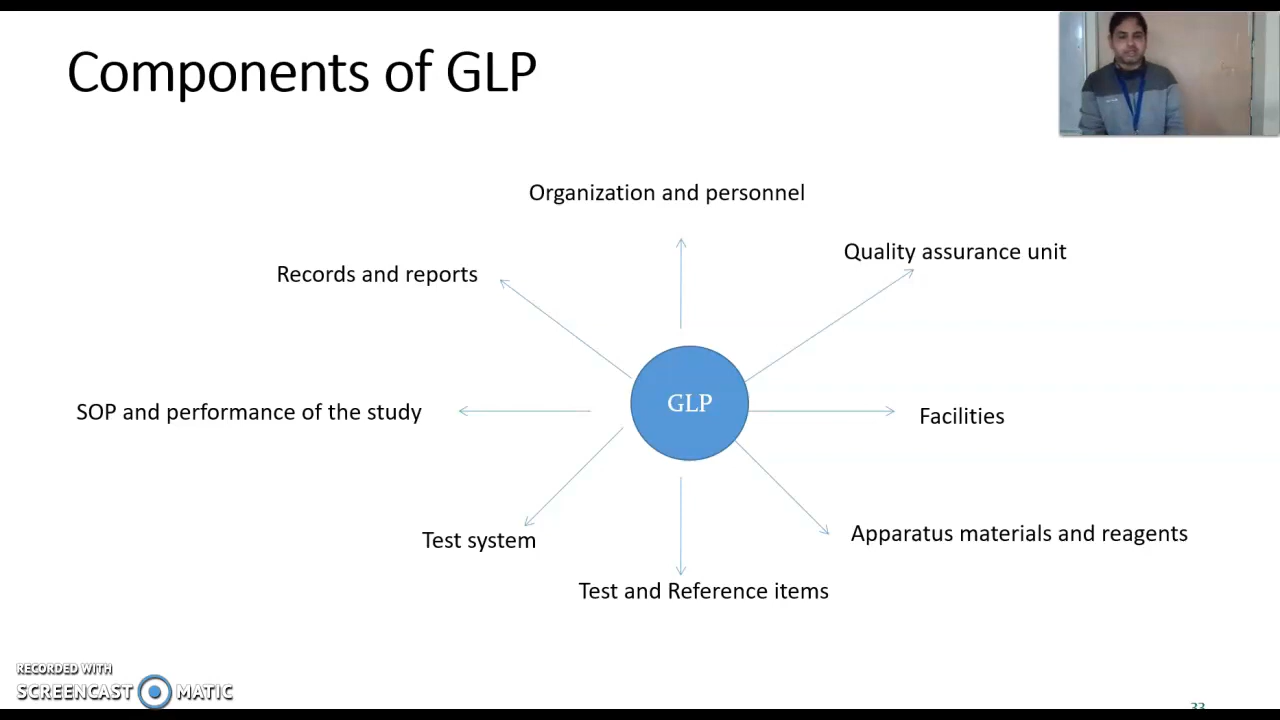 Components of GLP
Organization and personnel
Quality assurance unit
Records and reports
GLP
SOP and performance of the study
Facilities
Apparatus materials and reagents
Test system
Test and Reference items
RECORDED WITH
SCREENCAST MATIC
33